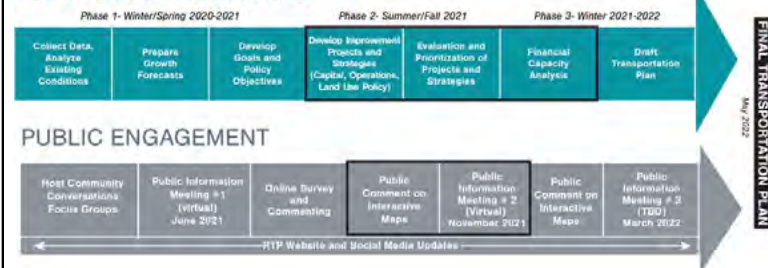 Phase 1- Winter/Spring 2020-2021
Phase 2- Summer/Fall 2021
Phase 3- Winter 2021-2022
Collect Data,
Analyze
Existing
Conditions
Prepare
Growth
Forecasts
Develop
Goals and
Policy
Objectives
Develop Improvement
Projects and
Strategies
(Capital, Operations,
Land Use Policy)
Evaluation and
Prioritization of
Projects and
Strategies
Financial
Capacity
Analysis
Draft
Transportation
Plan
FINAL TRANSPORTATION PLAN
May 2022
PUBLIC ENGAGEMENT
Host Community
Conversations
Focus Groups
Public Information
Meeting #1
(virtual)
June 2021
Online Survey
and
Commenting
Public
Comment on
Interactive
Maps
Public
Information
Meeting # 2
(Virtual)
November 2021
Public
Comment on
Interactive
Maps
Public
Information
Meeting # 3
(TBD)
March 2022
RTP Website and Social Media Updates